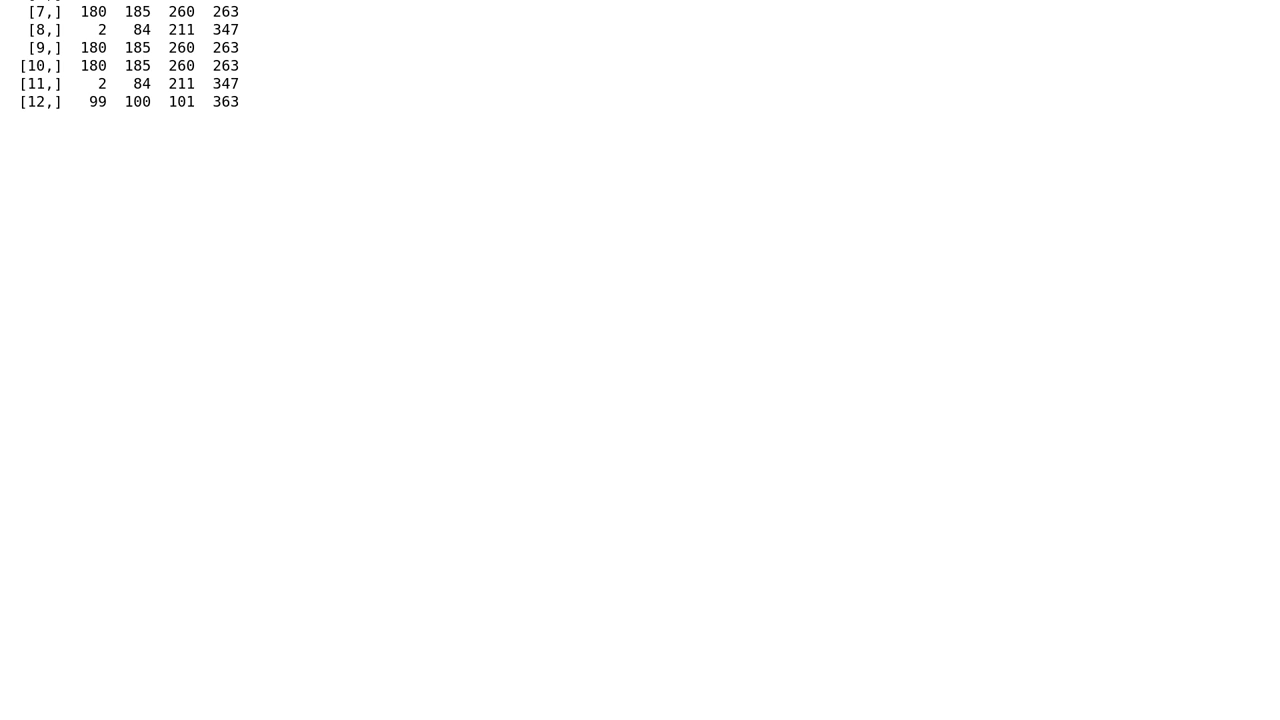 [7,]  180  185  260  263
[8,]    2   84  211  347
[9,]  180  185  260  263
[10,]  180  185  260  263
[11,]    2   84  211  347
[12,]   99  100  101  363